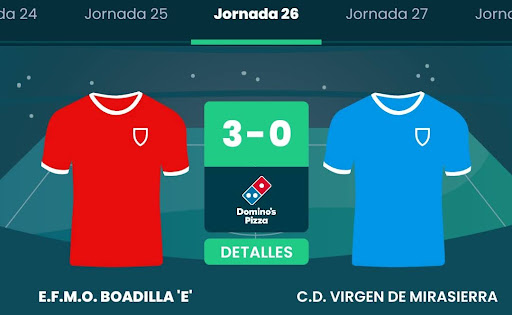 da 24 Jornada 25 Jornada 26 Jornada 27 Jorna
3-0
Domino's
Pizza
DETALLES
E.F.M.O. BOADILLA 'E' C.D. VIRGEN DE MIRASIERRA